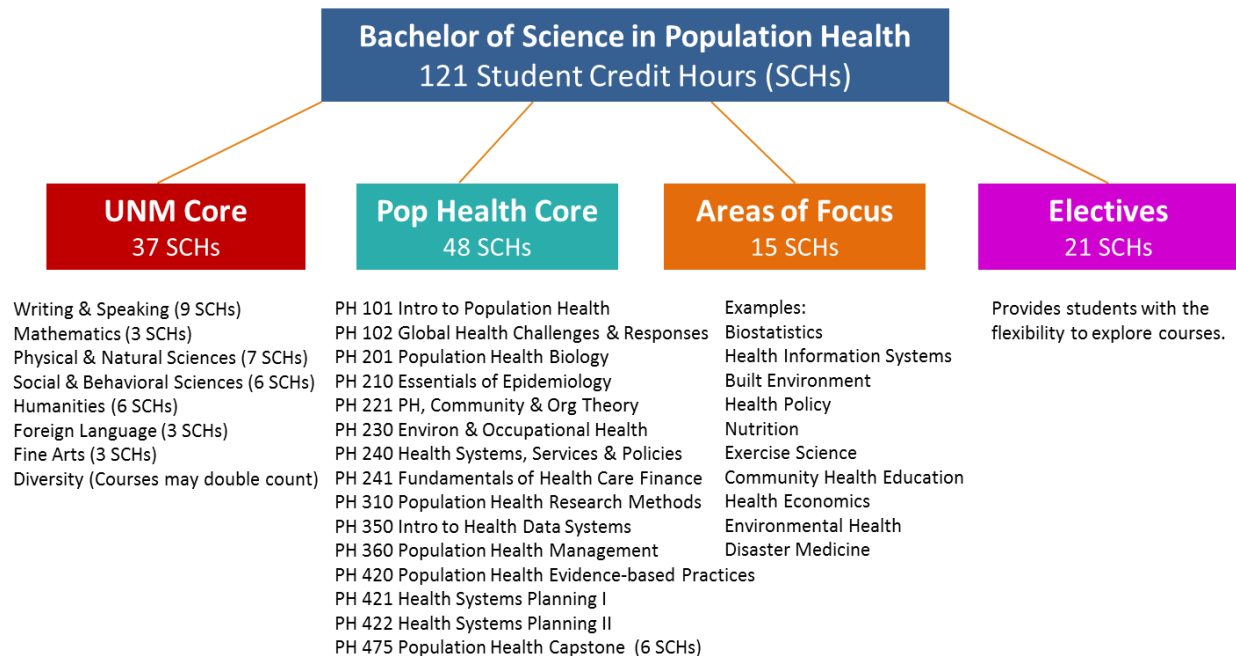 Bachelor of Science in Population Health
121 Student Credit Hours (SCHs)
UNM Core
37 SCHs
Writing & Speaking (9 SCHs)
Mathematics (3 SCHs)
Physical & Natural Sciences (7 SCHs)
Social & Behavioral Sciences (6 SCHs)
Humanities (6 SCHs)
Foreign Language (3 SCHs)
Fine Arts (3 SCHs)
Diversity (Courses may double count)
Pop Health Core
48 SCHs
PH 101 Intro to Population Health
PH 102 Global Health Challenges & Responses
PH 201 Population Health Biology
PH 210 Essentials of Epidemiology
PH 221 PH, Community & Org Theory
PH 230 Environ & Occupational Health
PH 240 Health Systems, Services & Policies
PH 241 Fundamentals of Health Care Finance
PH 310 Population Health Research Methods
PH 350 Intro to Health Data Systems
PH 360 Population Health Management
PH 420 Population Health Evidence-based Practices
PH 421 Health Systems Planning I
PH 422 Health Systems Planning II
PH 475 Population Health Capstone (6 SCHs)
Areas of Focus
15 SCHs
Examples:
Biostatistics
Health Information Systems
Built Environment
Health Policy
Nutrition
Exercise Science
Community Health Education
Health Economics
Environmental Health
Disaster Medicine
Electives
21 SCHs
Provides students with the
flexibility to explore courses.